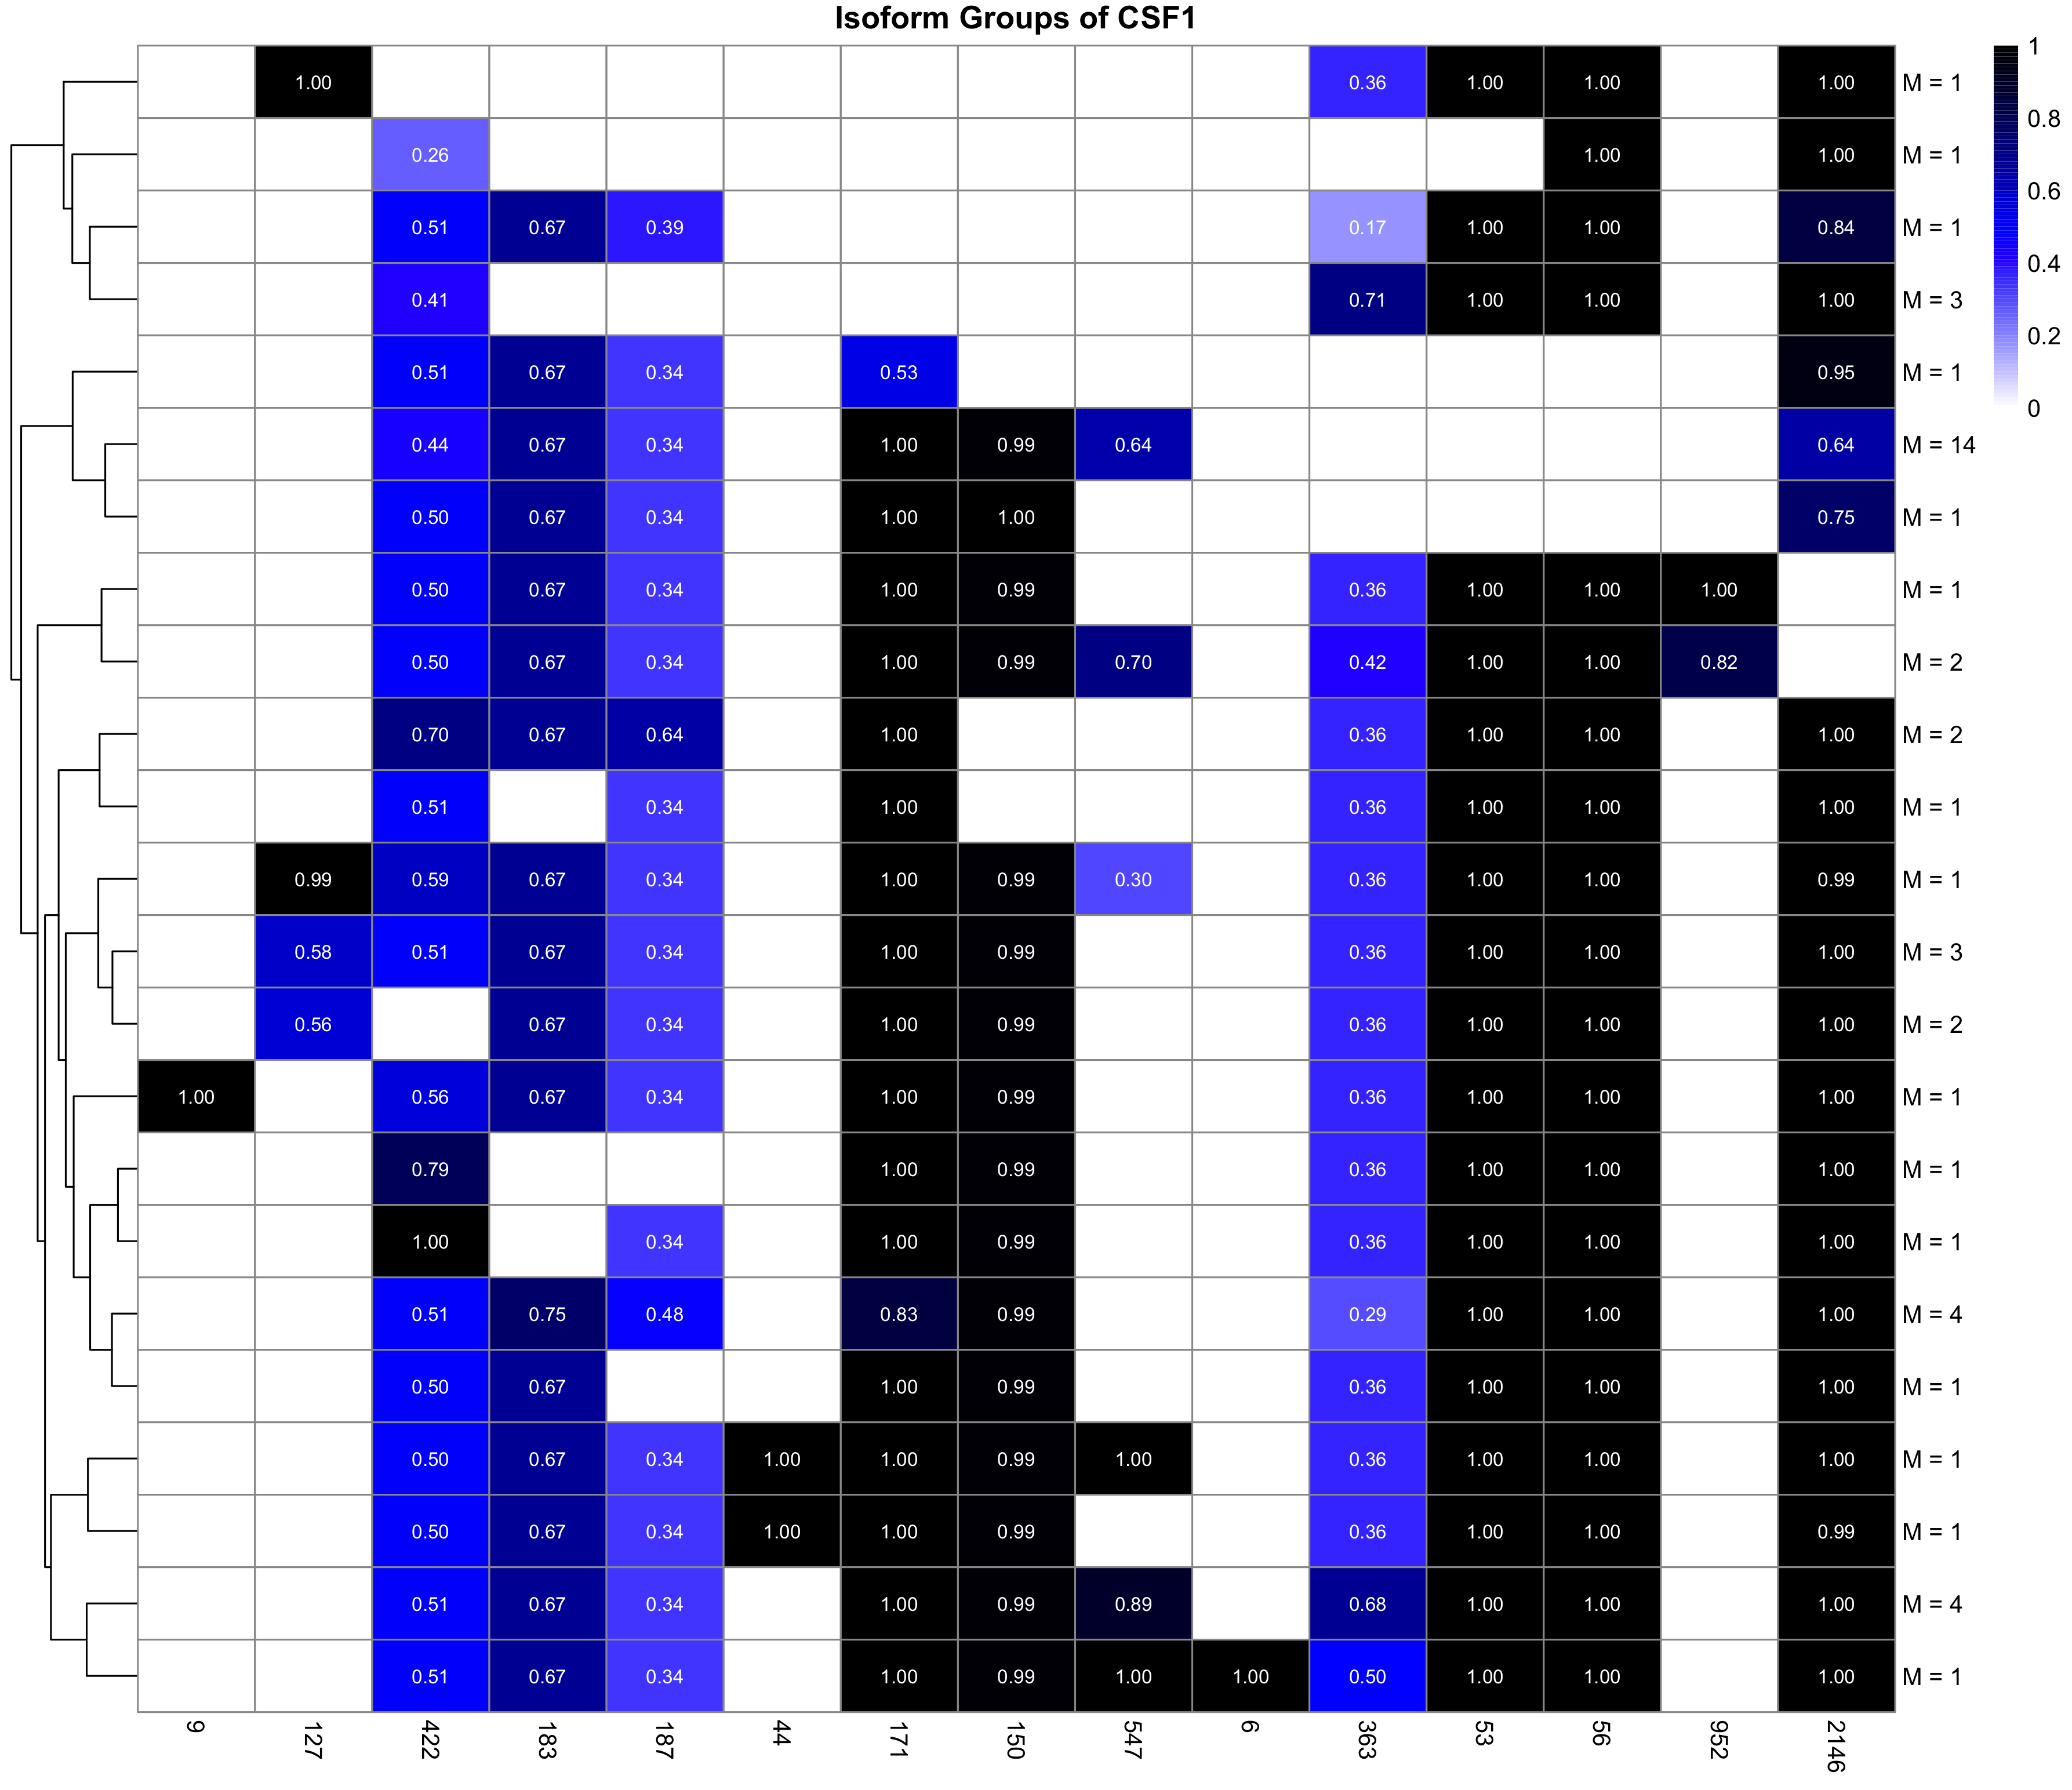 Isoform Groups of CSF1
1.00 0.36 1.00 1.00 1.00 M = 1
0.26 1.00 1.00 M = 1
0.51 0.67 0.39 0.17 1.00 1.00 0.84 M = 1
0.41 0.71 1.00 1.00 1.00 M = 3
0.51 0.67 0.34 0.53 0.95 M = 1
0.44 0.67 0.34 1.00 0.99 0.64 0.64 M = 14
0.50 0.67 0.34 1.00 1.00 0.75 M = 1
0.50 0.67 0.34 1.00 0.99 0.36 1.00 1.00 1.00 M = 1
0.50 0.67 0.34 1.00 0.99 0.70 0.42 1.00 1.00 0.82 M = 2
0.70 0.67 0.64 1.00 0.36 1.00 1.00 1.00 M = 2
0.51 0.34 1.00 0.36 1.00 1.00 1.00 M = 1
0.99 0.59 0.67 0.34 1.00 0.99 0.30 0.36 1.00 1.00 0.99 M = 1
0.58 0.51 0.67 0.34 1.00 0.99 0.36 1.00 1.00 1.00 M = 3
0.56 0.67 0.34 1.00 0.99 0.36 1.00 1.00 1.00 M = 2
1.00 0.56 0.67 0.34 1.00 0.99 0.36 1.00 1.00 1.00 M = 1
0.79 1.00 0.99 0.36 1.00 1.00 1.00 M = 1
1.00 0.34 1.00 0.99 0.36 1.00 1.00 1.00 M = 1
0.51 0.75 0.48 0.83 0.99 0.29 1.00 1.00 1.00 M = 4
0.50 0.67 1.00 0.99 0.36 1.00 1.00 1.00 M = 1
0.50 0.67 0.34 1.00 1.00 0.99 1.00 0.36 1.00 1.00 1.00 M = 1
0.50 0.67 0.34 1.00 1.00 0.99 0.36 1.00 1.00 0.99 M = 1
0.51 0.67 0.34 1.00 0.99 0.89 0.68 1.00 1.00 1.00 M = 4
0.51 0.67 0.34 1.00 0.99 1.00 1.00 0.50 1.00 1.00 1.00 M = 1
9 127 422 183 187 44 171 150 547 6 363 53 56 952 2146
1
0.8
0.6
0.4
0.2
0